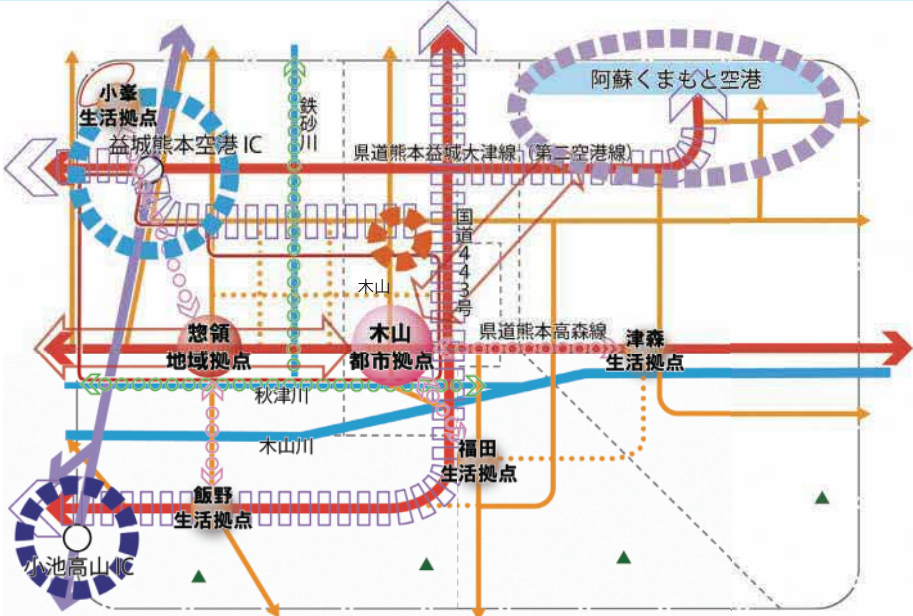 阿蘇くまもと空港
小峯
生活拠点
鉄砂川
益城熊本空港IC
県道熊本益城大津線 (第二空港線)
国道443号
木山
惣領
地域拠点
木山
都市拠点
県道熊本高森線
津森
生活拠点
秋津川
木山川
福田
生活拠点
飯野
生活拠点
小池高山IC